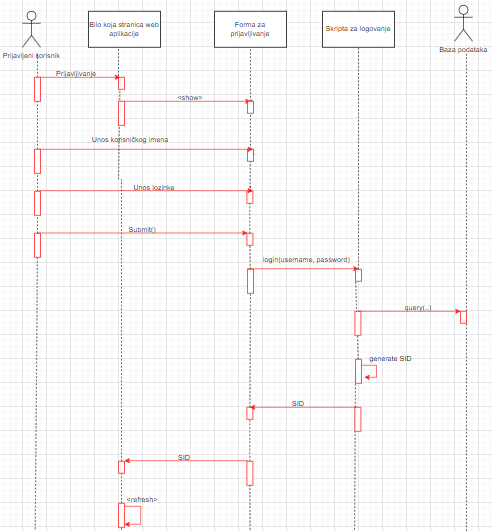 Bilo koja stranica web
aplikacije
Forma za
prijavljivanje
Skripta za logovanje
Prijavljeni korisnik
Baza podataka
Prijavljivanje
<show>
Unos korisničkog imena
Unos lozinke
Submit()
login(username, password)
query(...)
generate SID
SID
SID
<refresh>